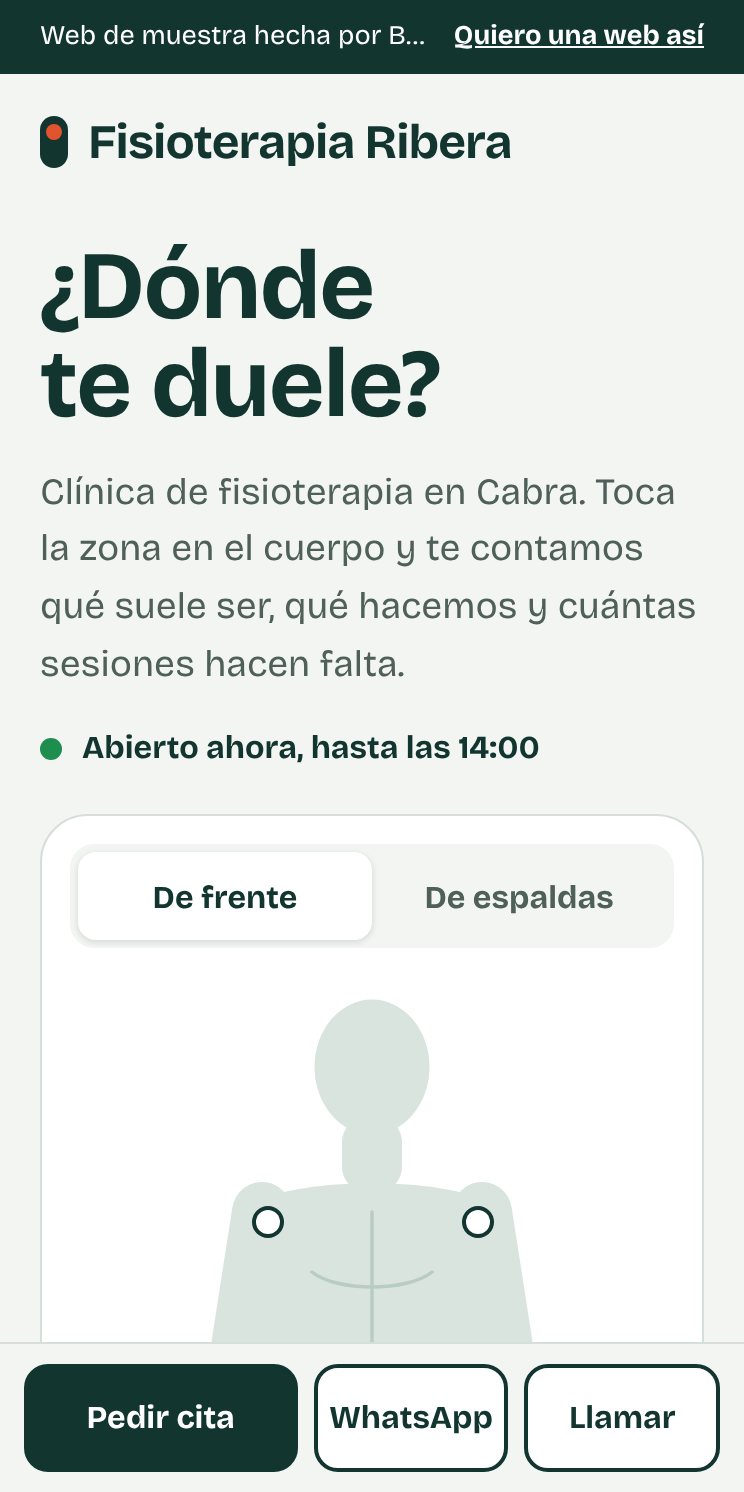 Web de muestra hecha por B... Quiero una web así
Fisioterapia Ribera
¿Dónde
te duele?
Clínica de fisioterapia en Cabra. Toca
la zona en el cuerpo y te contamos
qué suele ser, qué hacemos y cuántas
sesiones hacen falta.
Abierto ahora, hasta las 14:00
De frente De espaldas
Pedir cita WhatsApp Llamar